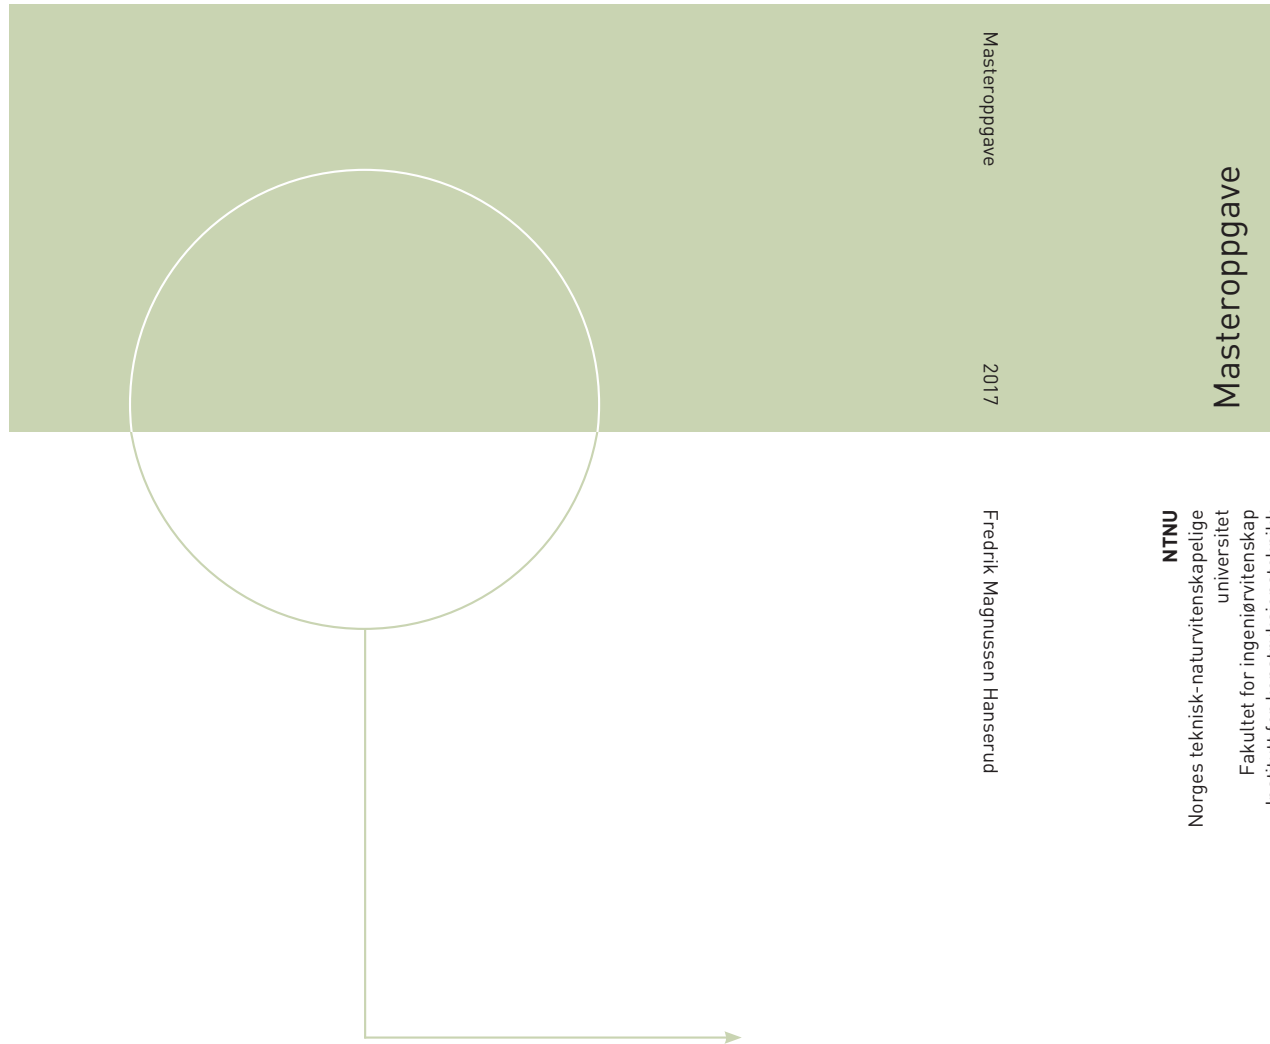 Masteroppgave
2017
Fredrik Magnussen Hanserud
Masteroppgave
NTNU
Norges teknisk-naturvitenskapelige
universitet
Fakultet for ingeniørvitenskap